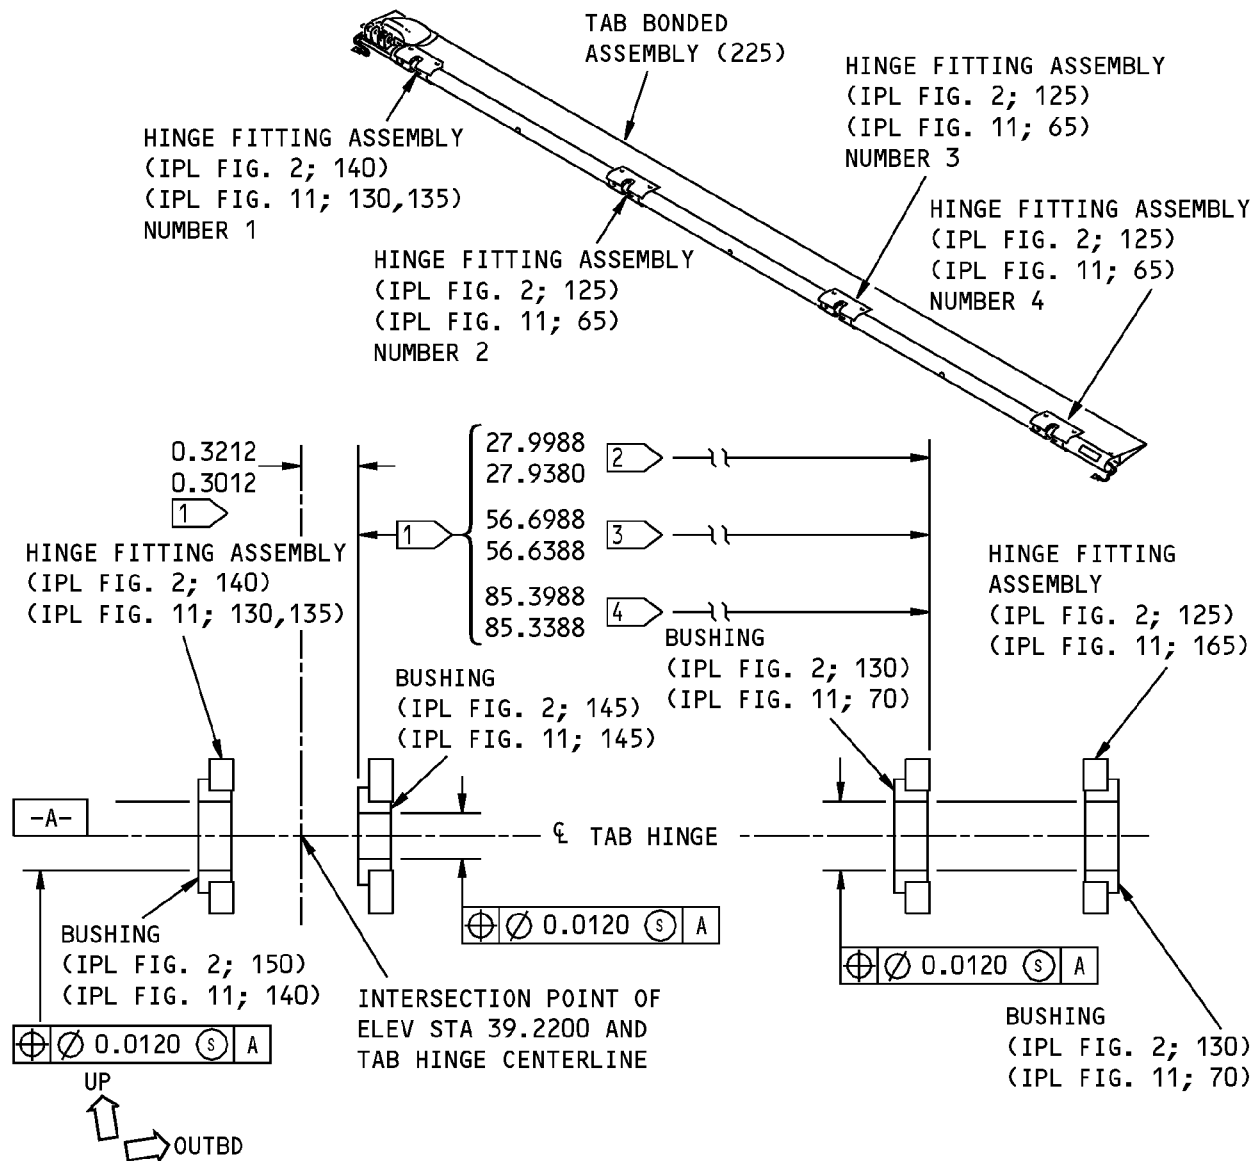 TAB BONDED
ASSEMBLY (225)
HINGE FITTING ASSEMBLY
(IPL FIG. 2; 125)
(IPL FIG. 11; 65)
NUMBER 3
HINGE FITTING ASSEMBLY
(IPL FIG. 2; 140)
(IPL FIG. 11; 130,135)
NUMBER 1
HINGE FITTING ASSEMBLY
(IPL FIG. 2; 125)
(IPL FIG. 11; 65)
NUMBER 4
HINGE FITTING ASSEMBLY
(IPL FIG. 2; 125)
(IPL FIG. 11; 65)
NUMBER 2
0.3212
0.3012
1
1
27.9988
27.9380
2
56.6988
56.6388
3
85.3988
85.3388
4
HINGE FITTING ASSEMBLY
(IPL FIG. 2; 140)
(IPL FIG. 11; 130,135)
HINGE FITTING
ASSEMBLY
(IPL FIG. 2; 125)
(IPL FIG. 11; 165)
BUSHING
(IPL FIG. 2; 130)
(IPL FIG. 11; 70)
BUSHING
(IPL FIG. 2; 145)
(IPL FIG. 11; 145)
-A-
℄ TAB HINGE
⌖ ∅ 0.0120 Ⓢ A
⌖ ∅ 0.0120 Ⓢ A
BUSHING
(IPL FIG. 2; 150)
(IPL FIG. 11; 140)
INTERSECTION POINT OF
ELEV STA 39.2200 AND
TAB HINGE CENTERLINE
BUSHING
(IPL FIG. 2; 130)
(IPL FIG. 11; 70)
⌖ ∅ 0.0120 Ⓢ A
UP
OUTBD